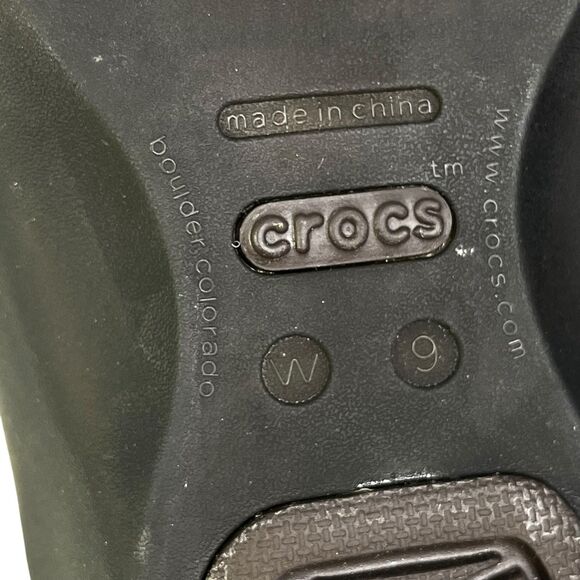 made in china
boulder colorado
www.crocs.com
tm
crocs
W
9